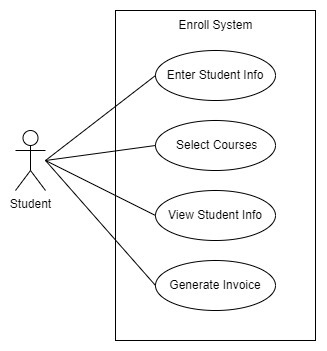 Enroll System
Enter Student Info
Select Courses
Student
View Student Info
Generate Invoice